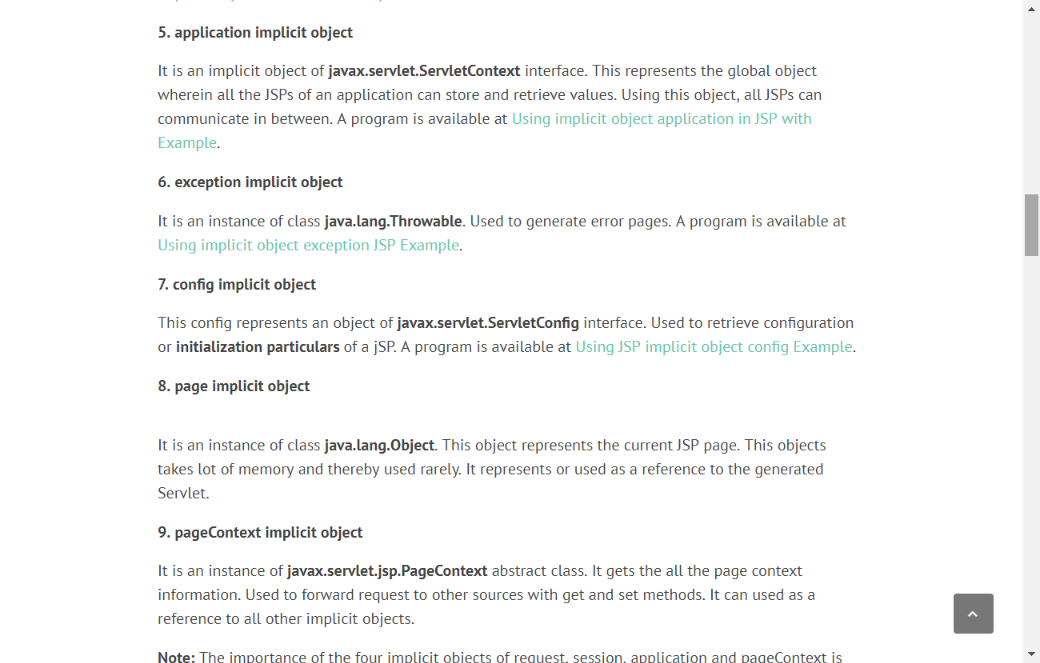 5. application implicit object
It is an implicit object of javax.servlet.ServletContext interface. This represents the global object
wherein all the JSPs of an application can store and retrieve values. Using this object, all JSPs can
communicate in between. A program is available at Using implicit object application in JSP with
Example.
6. exception implicit object
It is an instance of class java.lang.Throwable. Used to generate error pages. A program is available at
Using implicit object exception JSP Example.
7. config implicit object
This config represents an object of javax.servlet.ServletConfig interface. Used to retrieve configuration
or initialization particulars of a jSP. A program is available at Using JSP implicit object config Example.
8. page implicit object
It is an instance of class java.lang.Object. This object represents the current JSP page. This objects
takes lot of memory and thereby used rarely. It represents or used as a reference to the generated
Servlet.
9. pageContext implicit object
It is an instance of javax.servlet.jsp.PageContext abstract class. It gets the all the page context
information. Used to forward request to other sources with get and set methods. It can used as a
reference to all other implicit objects.
Note: The importance of the four implicit objects of request, session, application and pageContext is